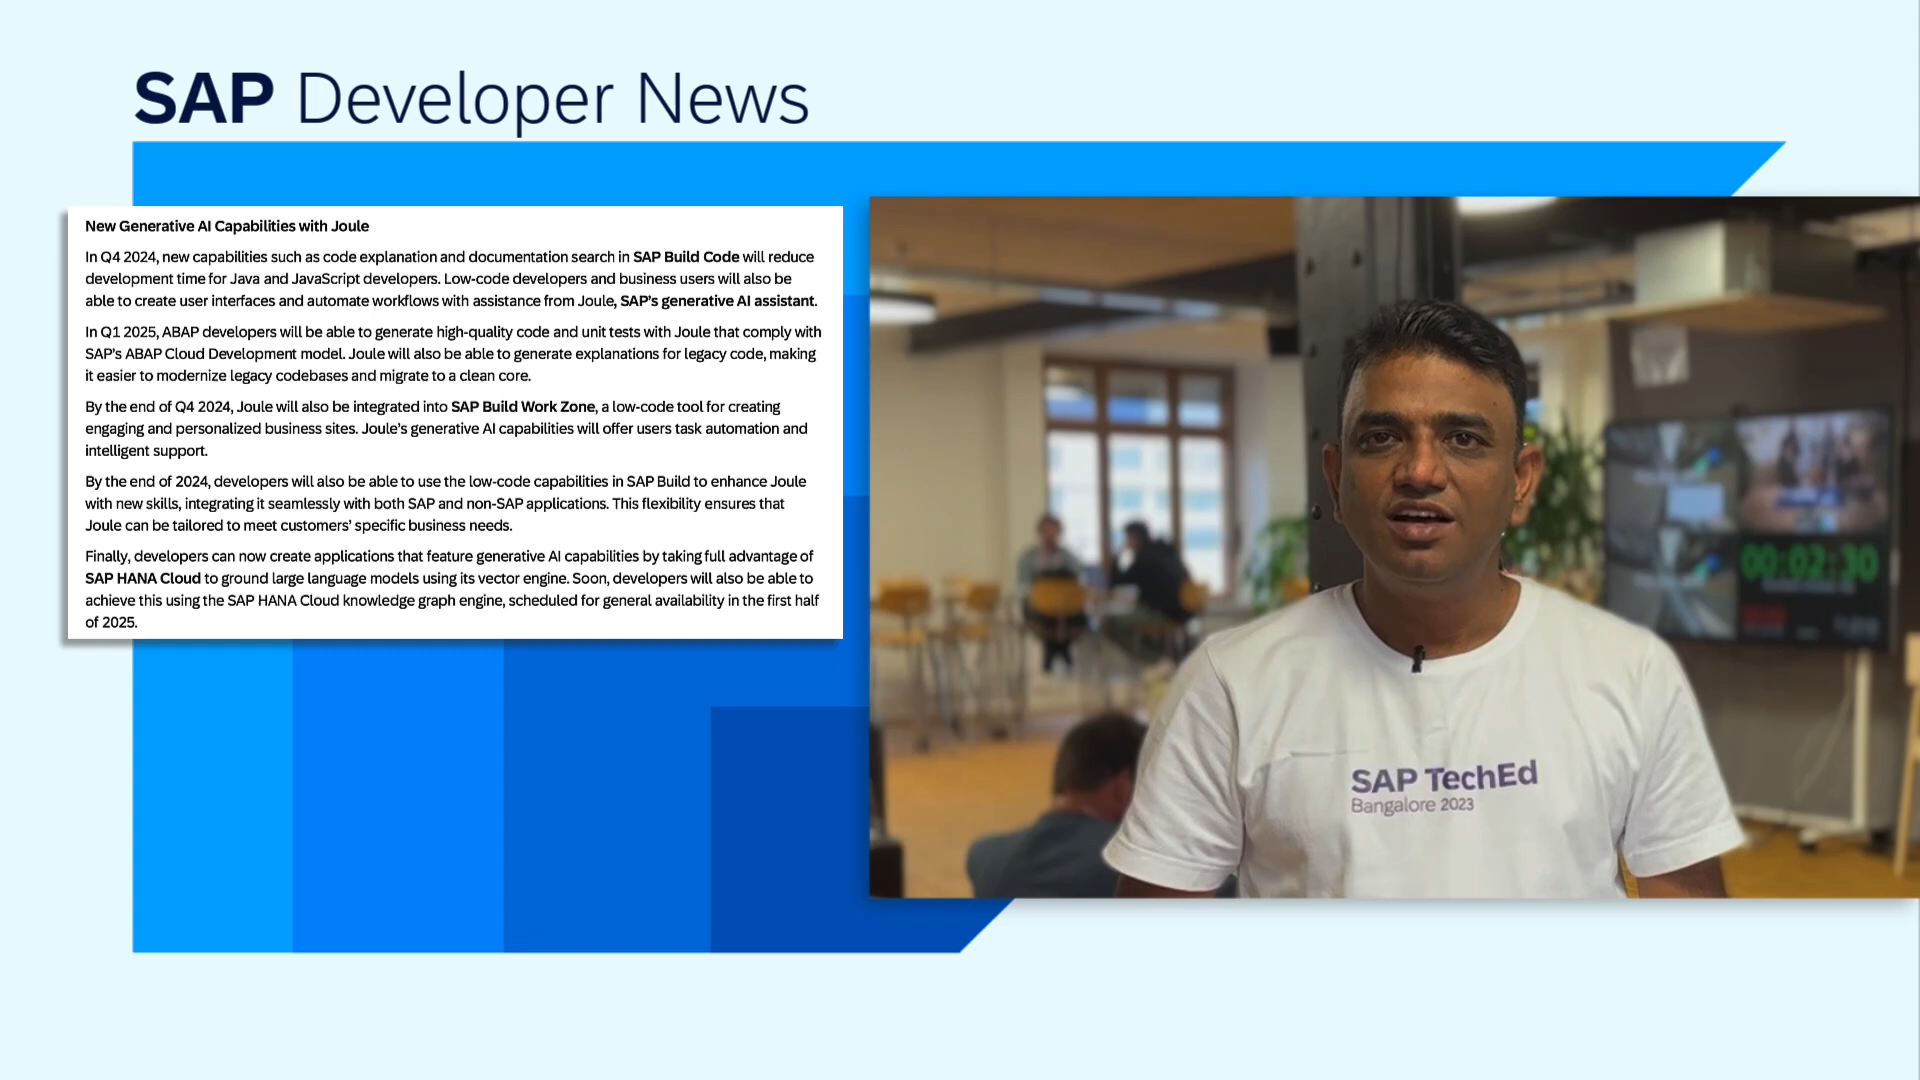 SAP Developer News
New Generative AI Capabilities with Joule
In Q4 2024, new capabilities such as code explanation and documentation search in SAP Build Code will reduce
development time for Java and JavaScript developers. Low-code developers and business users will also be
able to create user interfaces and automate workflows with assistance from Joule, SAP’s generative AI assistant.
In Q1 2025, ABAP developers will be able to generate high-quality code and unit tests with Joule that comply with
SAP’s ABAP Cloud Development model. Joule will also be able to generate explanations for legacy code, making
it easier to modernize legacy codebases and migrate to a clean core.
By the end of Q4 2024, Joule will also be integrated into SAP Build Work Zone, a low-code tool for creating
engaging and personalized business sites. Joule’s generative AI capabilities will offer users task automation and
intelligent support.
By the end of 2024, developers will also be able to use the low-code capabilities in SAP Build to enhance Joule
with new skills, integrating it seamlessly with both SAP and non-SAP applications. This flexibility ensures that
Joule can be tailored to meet customers’ specific business needs.
Finally, developers can now create applications that feature generative AI capabilities by taking full advantage of
SAP HANA Cloud to ground large language models using its vector engine. Soon, developers will also be able to
achieve this using the SAP HANA Cloud knowledge graph engine, scheduled for general availability in the first half
of 2025.
00:02:30
SAP TechEd
Bangalore 2023